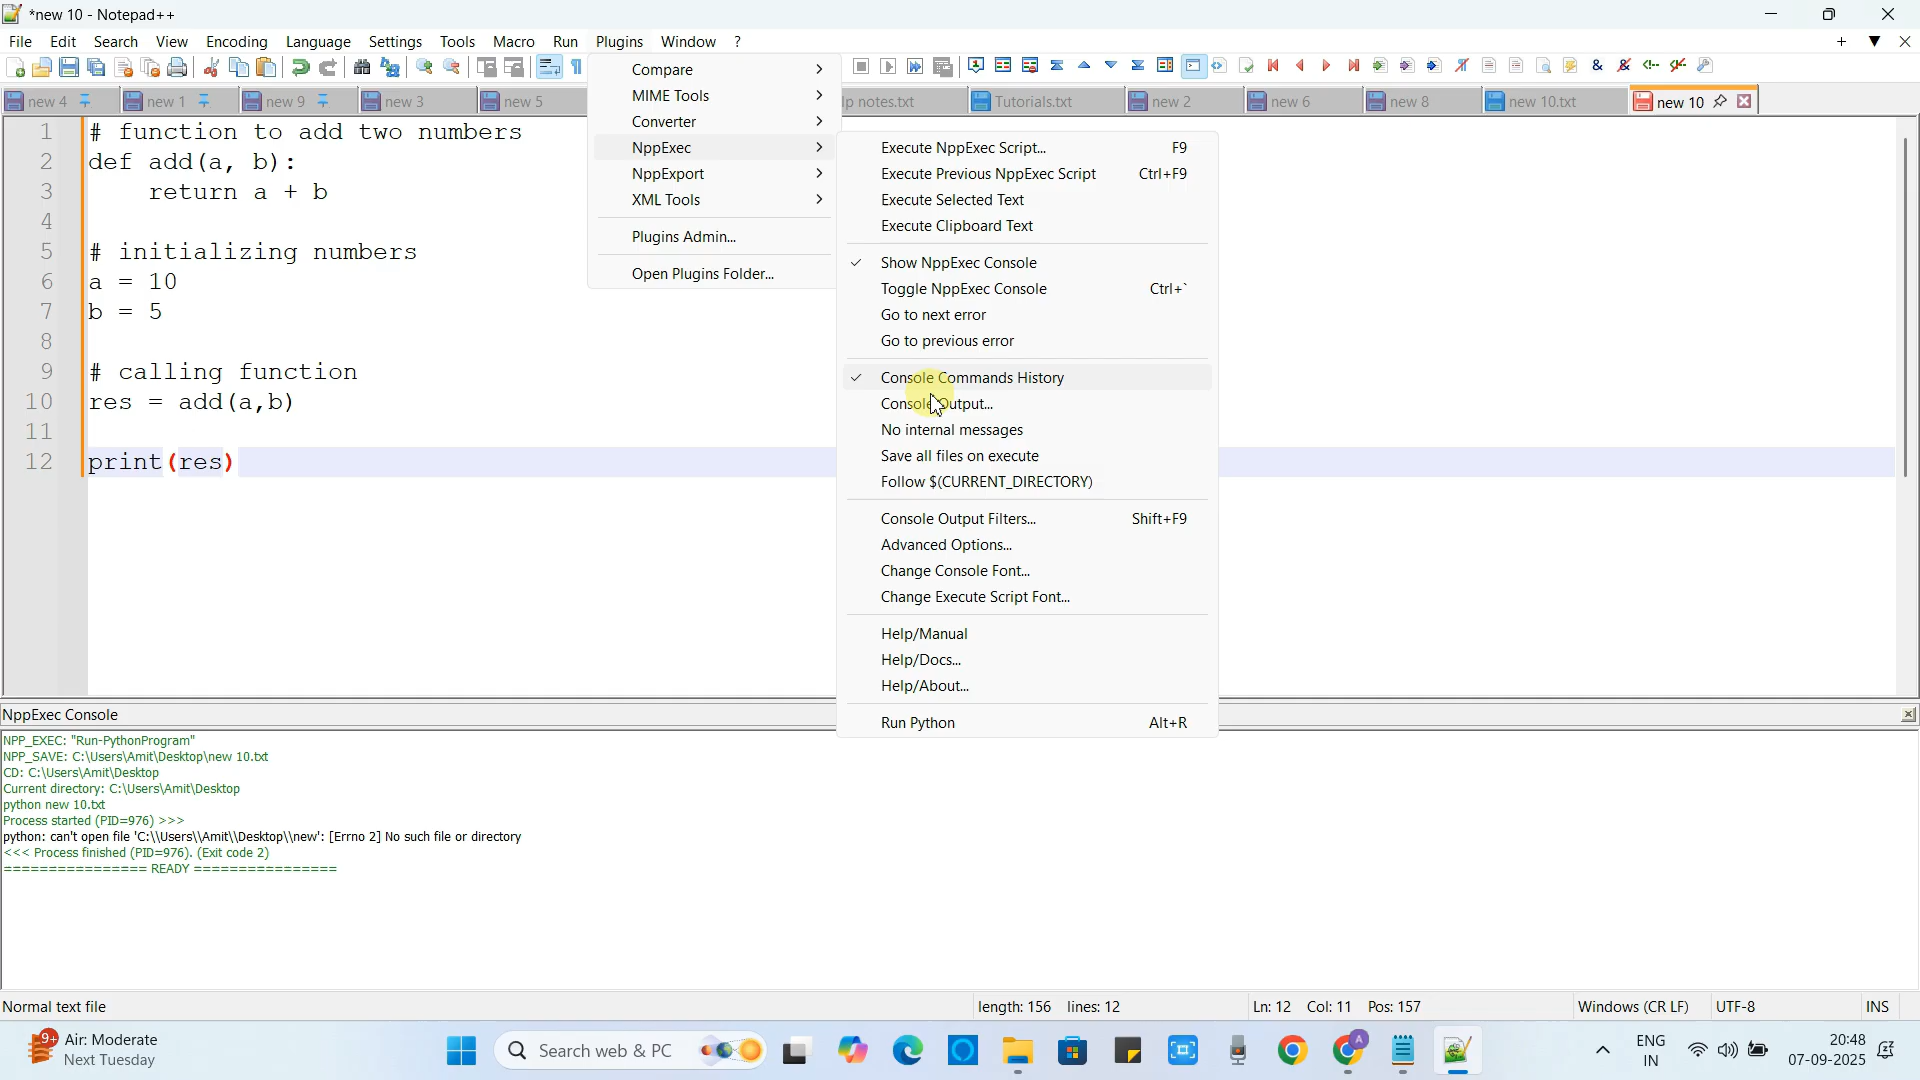 *new 10 - Notepad++
File Edit Search View Encoding Language Settings Tools Macro Run Plugins Window ?
new 4 new 1 new 9 new 3 new 5 lp notes.txt Tutorials.txt new 2 new 6 new 8 new 10.txt new 10
1 # function to add two numbers
2 def add(a, b):
3 return a + b
4
5 # initializing numbers
6 a = 10
7 b = 5
8
9 # calling function
10 res = add(a,b)
11
12 print(res)
Compare
MIME Tools
Converter
NppExec
NppExport
XML Tools
Plugins Admin...
Open Plugins Folder...
Execute NppExec Script... F9
Execute Previous NppExec Script Ctrl+F9
Execute Selected Text
Execute Clipboard Text
Show NppExec Console
Toggle NppExec Console Ctrl+`
Go to next error
Go to previous error
Console Commands History
Console Output...
No internal messages
Save all files on execute
Follow $(CURRENT_DIRECTORY)
Console Output Filters... Shift+F9
Advanced Options...
Change Console Font...
Change Execute Script Font...
Help/Manual
Help/Docs...
Help/About...
Run Python Alt+R
NppExec Console
NPP_EXEC: "Run-PythonProgram"
NPP_SAVE: C:\Users\Amit\Desktop\new 10.txt
CD: C:\Users\Amit\Desktop
Current directory: C:\Users\Amit\Desktop
python new 10.txt
Process started (PID=976) >>>
python: can't open file 'C:\\Users\\Amit\\Desktop\\new': [Errno 2] No such file or directory
<<< Process finished (PID=976). (Exit code 2)
================ READY ================
Normal text file length: 156 lines: 12 Ln: 12 Col: 11 Pos: 157 Windows (CR LF) UTF-8 INS
9+ Air: Moderate
Next Tuesday
Search web & PC
A
ENG
IN
20:48
07-09-2025